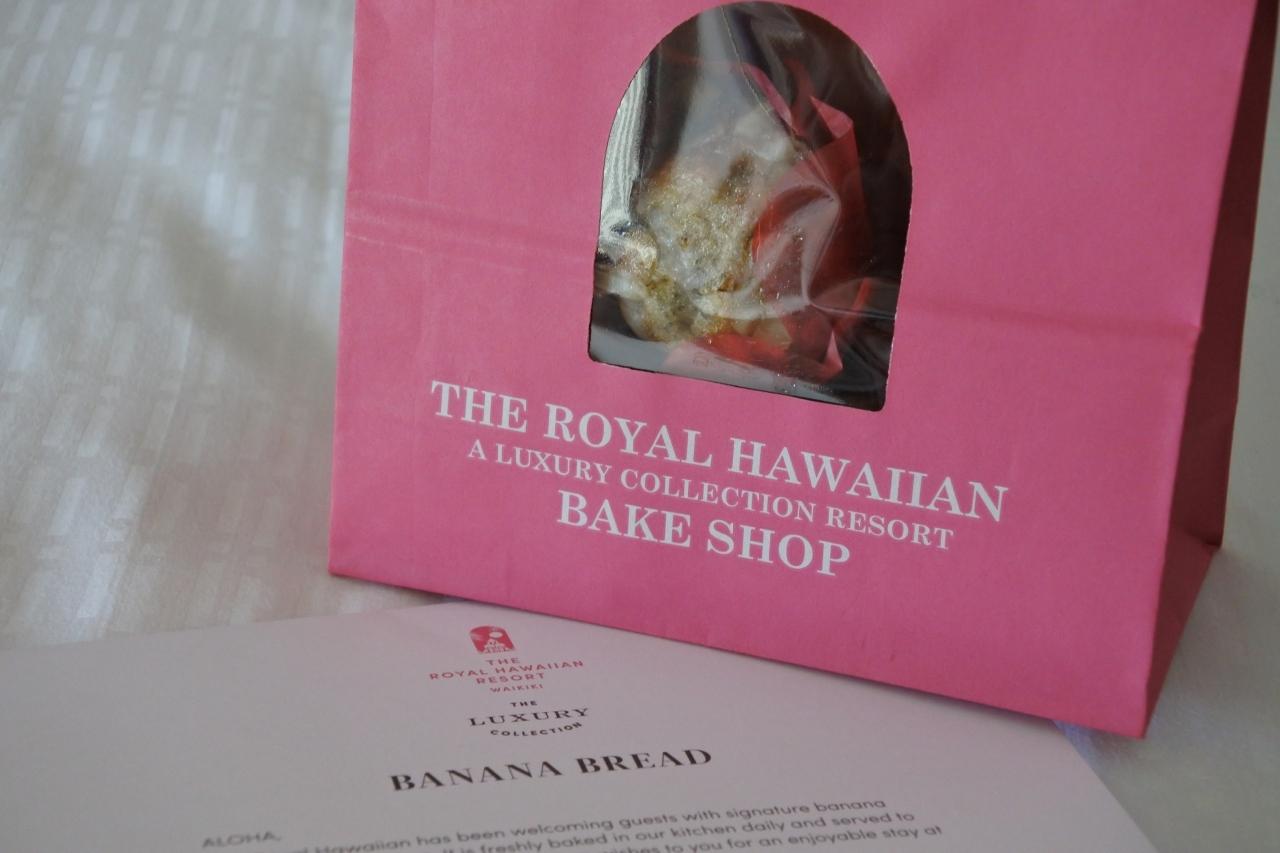 THE ROYAL HAWAIIAN
A LUXURY COLLECTION RESORT
BAKE SHOP
THE
ROYAL HAWAIIAN
RESORT
WAIKIKI
THE
LUXURY
COLLECTION
BANANA BREAD
ALOHA,
Hawaiian has been welcoming guests with signature banana
it is freshly baked in our kitchen daily and served to
wishes to you for an enjoyable stay at